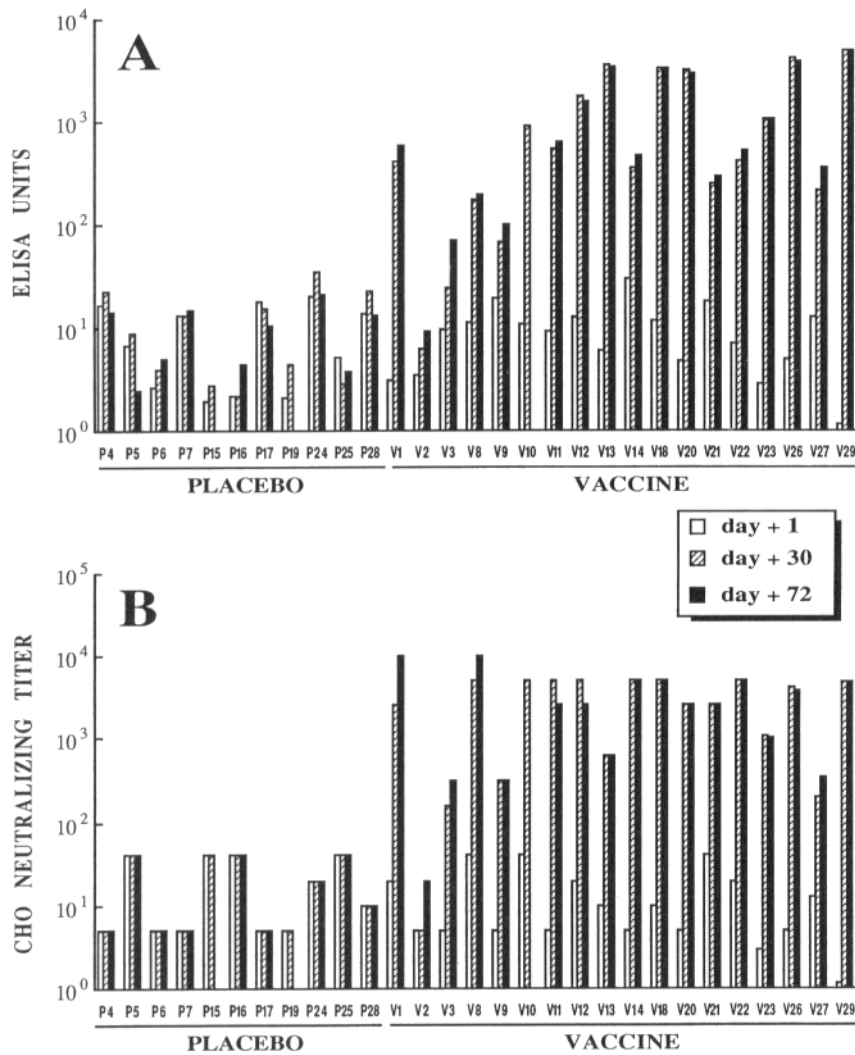 A
ELISA UNITS
10^4
10^3
10^2
10^1
10^0
P4 P5 P6 P7 P15 P16 P17 P19 P24 P25 P28 V1 V2 V3 V8 V9 V10 V11 V12 V13 V14 V18 V20 V21 V22 V23 V26 V27 V29
PLACEBO VACCINE
day + 1
day + 30
day + 72
B
CHO NEUTRALIZING TITER
10^5
10^4
10^3
10^2
10^1
10^0
P4 P5 P6 P7 P15 P16 P17 P19 P24 P25 P28 V1 V2 V3 V8 V9 V10 V11 V12 V13 V14 V18 V20 V21 V22 V23 V26 V27 V29
PLACEBO VACCINE